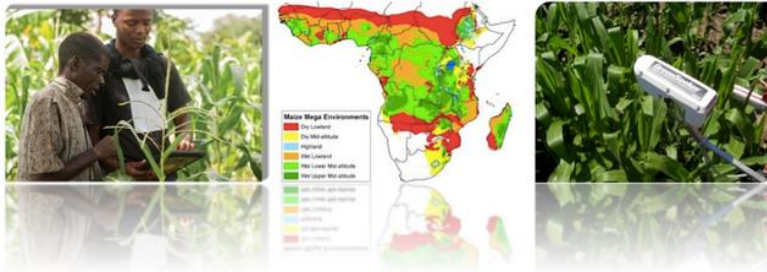 Maize Mega Environments
Dry Lowland
Dry Mid-altitude
Highland
Wet Lowland
Wet Lower Mid-altitude
Wet Upper Mid-altitude
GreenSeeker